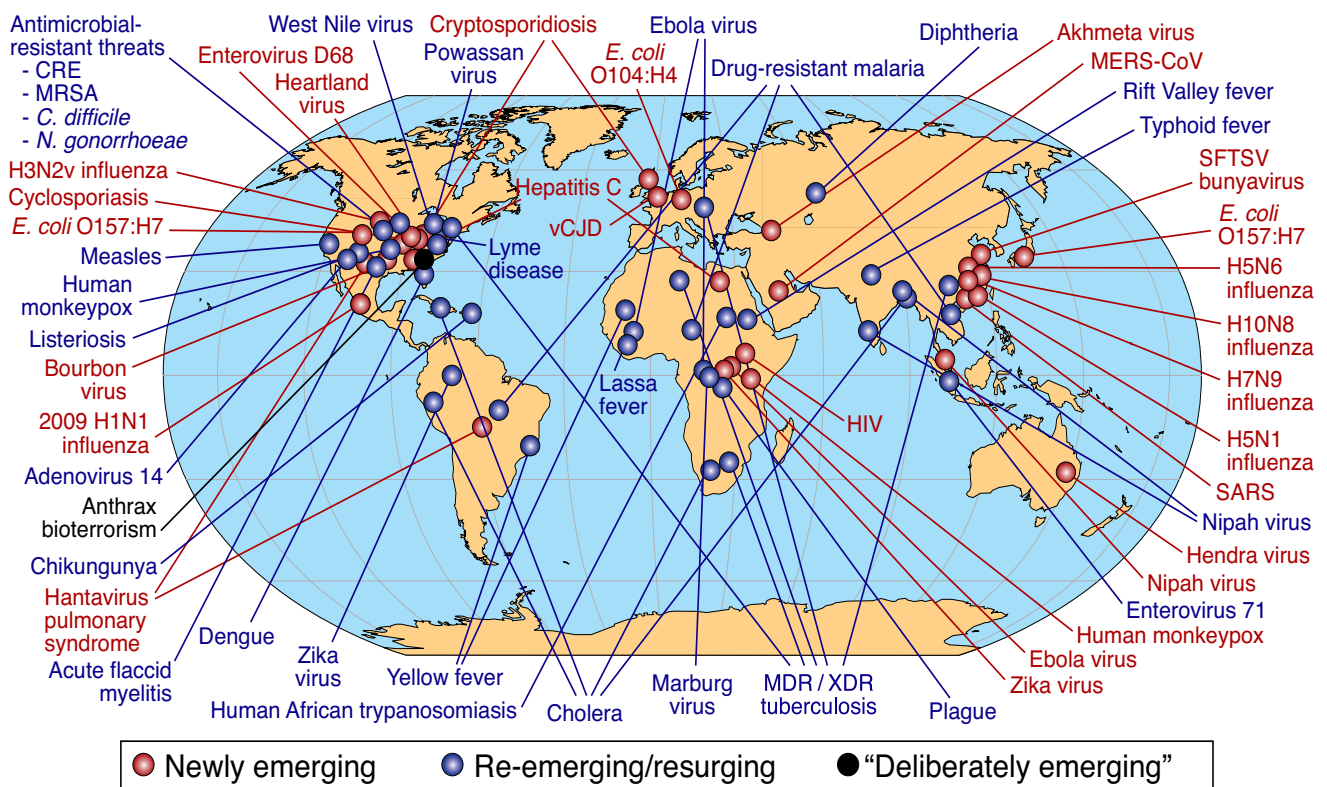 Antimicrobial-
resistant threats
- CRE
- MRSA
- C. difficile
- N. gonorrhoeae
West Nile virus
Cryptosporidiosis
Ebola virus
Diphtheria
Akhmeta virus
Enterovirus D68
Powassan
virus
E. coli
O104:H4
Drug-resistant malaria
MERS-CoV
Heartland
virus
Rift Valley fever
Typhoid fever
H3N2v influenza
Cyclosporiasis
E. coli O157:H7
Measles
Human
monkeypox
Listeriosis
Bourbon
virus
2009 H1N1
influenza
Adenovirus 14
Anthrax
bioterrorism
Chikungunya
Hantavirus
pulmonary
syndrome
Acute flaccid
myelitis
Hepatitis C
vCJD
Lyme
disease
Lassa
fever
HIV
SFTSV
bunyavirus
E. coli
O157:H7
H5N6
influenza
H10N8
influenza
H7N9
influenza
H5N1
influenza
SARS
Nipah virus
Hendra virus
Nipah virus
Enterovirus 71
Human monkeypox
Ebola virus
Zika virus
Dengue
Zika
virus
Yellow fever
Human African trypanosomiasis
Cholera
Marburg
virus
MDR / XDR
tuberculosis
Plague
Newly emerging
Re-emerging/resurging
“Deliberately emerging”